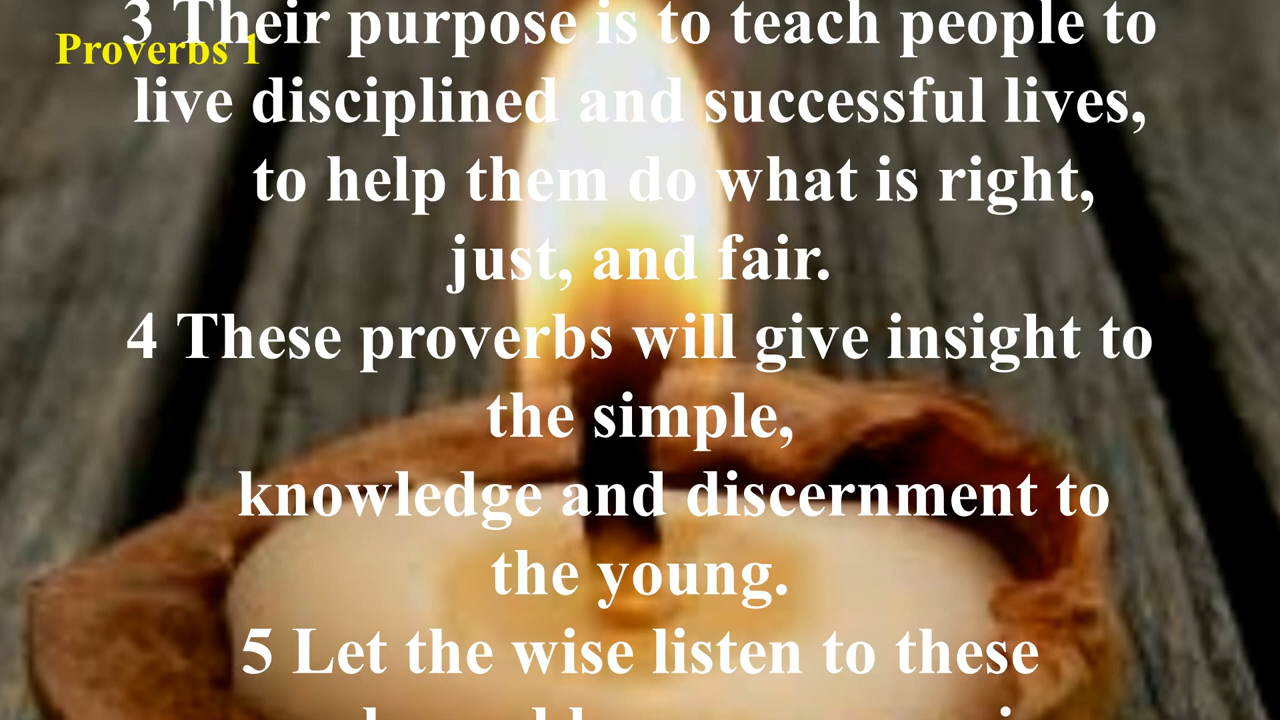 Proverbs 1
3 Their purpose is to teach people to
live disciplined and successful lives,
to help them do what is right,
just, and fair.
4 These proverbs will give insight to
the simple,
knowledge and discernment to
the young.
5 Let the wise listen to these